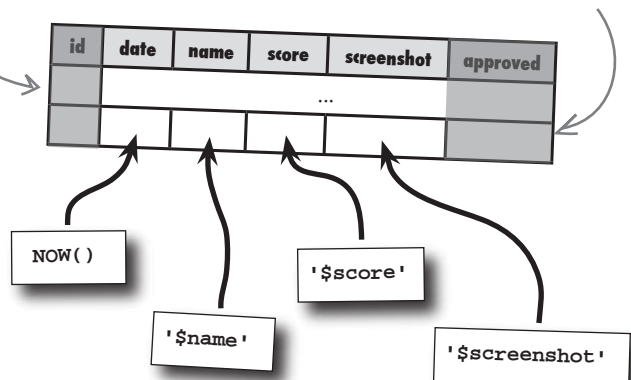 id date name score screenshot approved
...
NOW()
'$score'
'$name'
'$screenshot'